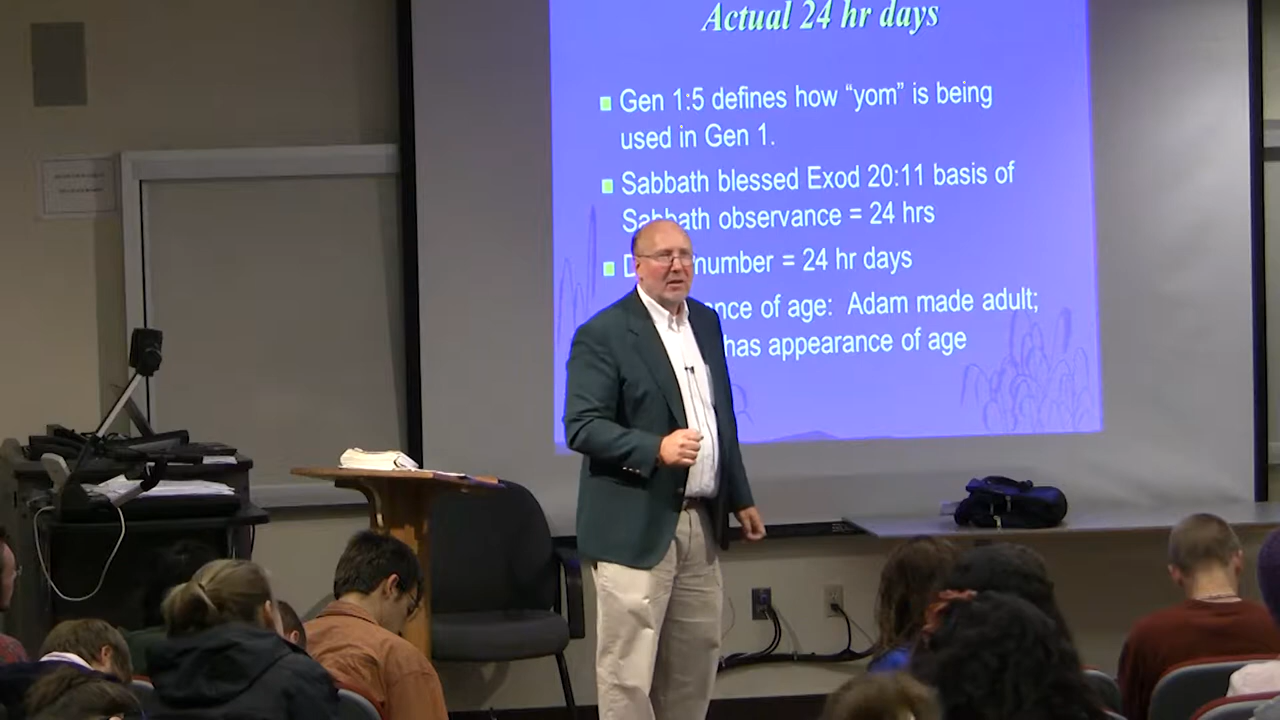 Actual 24 hr days
Gen 1:5 defines how “yom” is being
used in Gen 1.
Sabbath blessed Exod 20:11 basis of
Sabbath observance = 24 hrs
number = 24 hr days
of age: Adam made adult;
has appearance of age